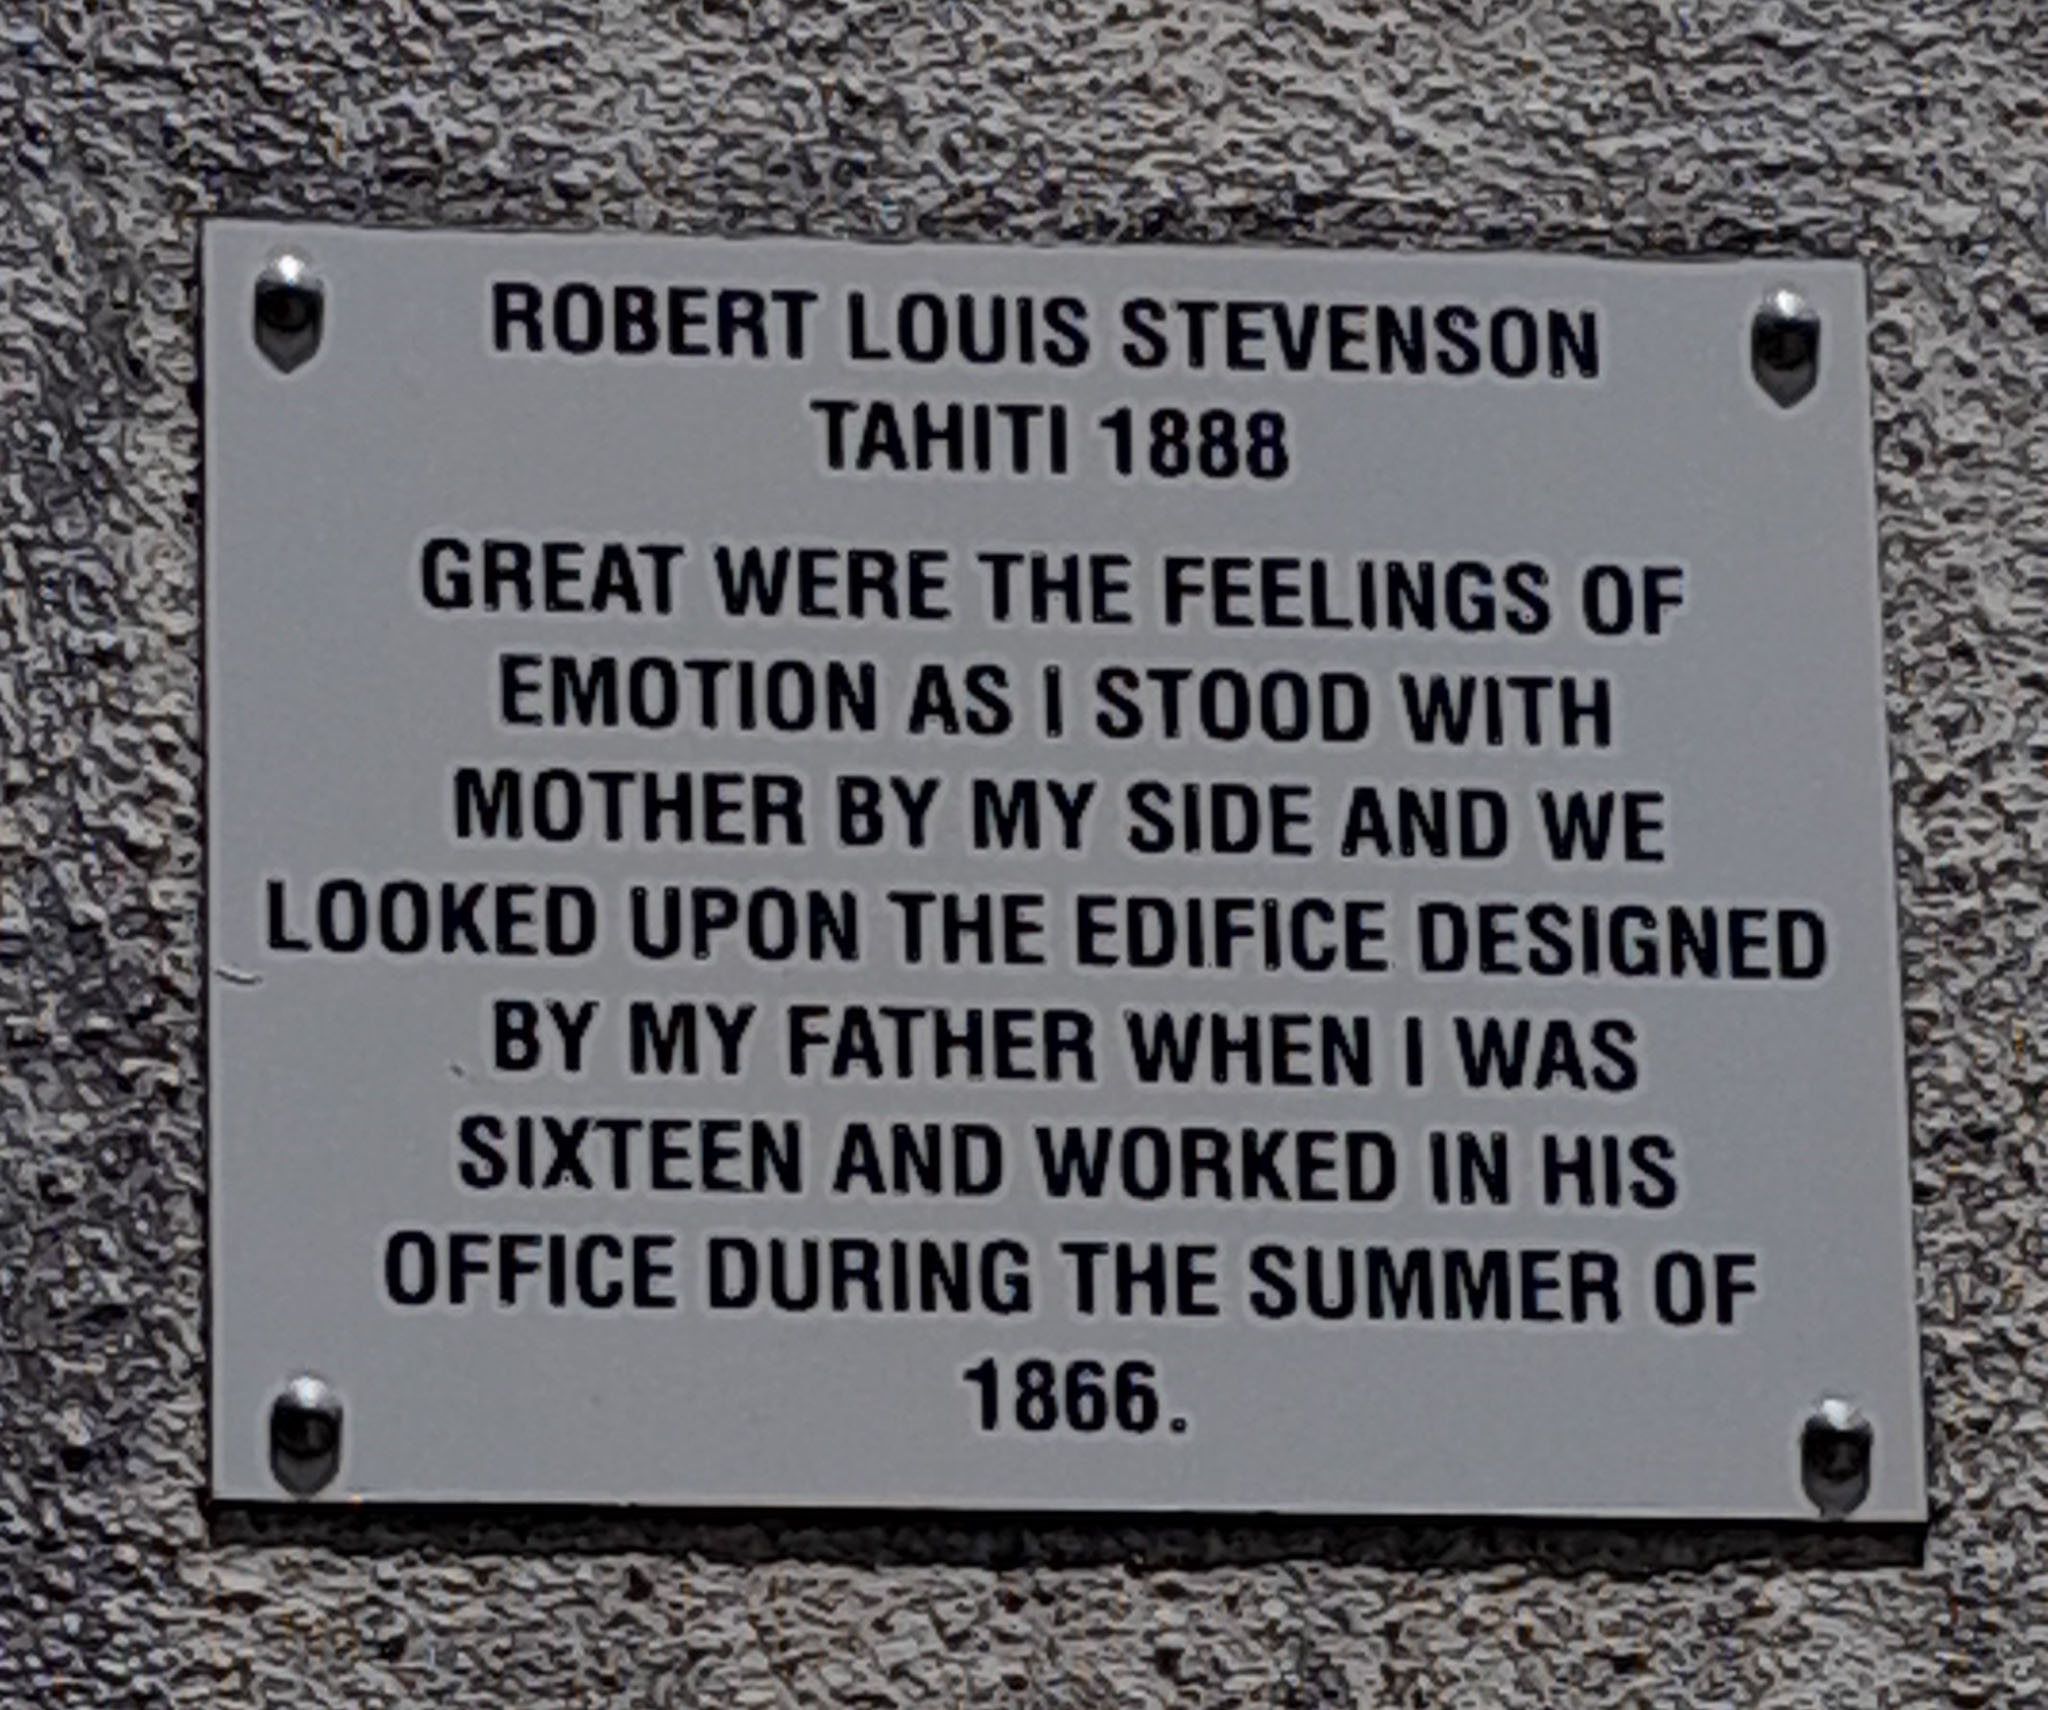 ROBERT LOUIS STEVENSON
TAHITI 1888
GREAT WERE THE FEELINGS OF
EMOTION AS I STOOD WITH
MOTHER BY MY SIDE AND WE
LOOKED UPON THE EDIFICE DESIGNED
BY MY FATHER WHEN I WAS
SIXTEEN AND WORKED IN HIS
OFFICE DURING THE SUMMER OF
1866.